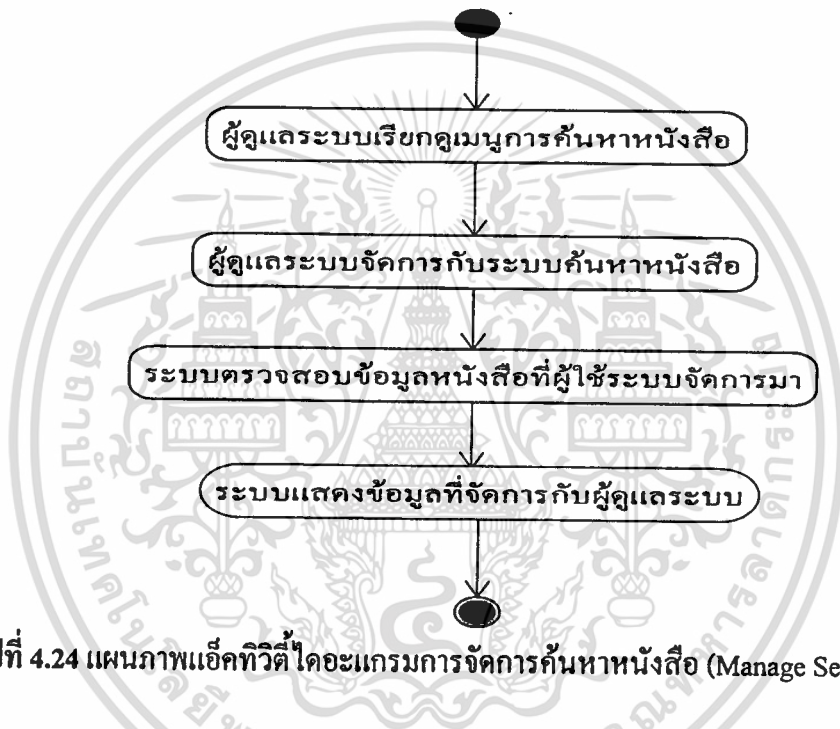 ผู้ดูแลระบบเรียกดูเมนูการค้นหาหนังสือ
ผู้ดูแลระบบจัดการกับระบบค้นหาหนังสือ
ระบบตรวจสอบข้อมูลหนังสือที่ผู้ใช้ระบบจัดการมา
ระบบแสดงข้อมูลที่จัดการกับผู้ดูแลระบบ
ที่ 4.24 แผนภาพแอ็คทิวิตี้ไดอะแกรมการจัดการค้นหาหนังสือ (Manage Se